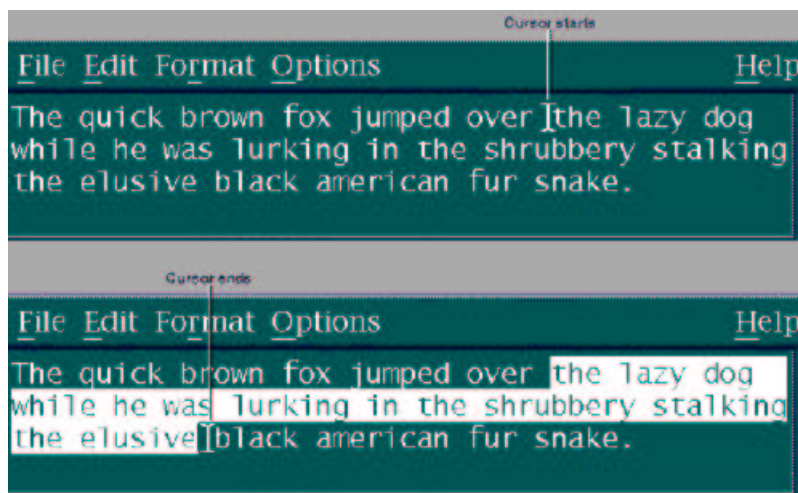 Cursor starts
File Edit Format Options Help
The quick brown fox jumped over the lazy dog
while he was lurking in the shrubbery stalking
the elusive black american fur snake.
Cursor ends
File Edit Format Options Help
The quick brown fox jumped over the lazy dog
while he was lurking in the shrubbery stalking
the elusive black american fur snake.